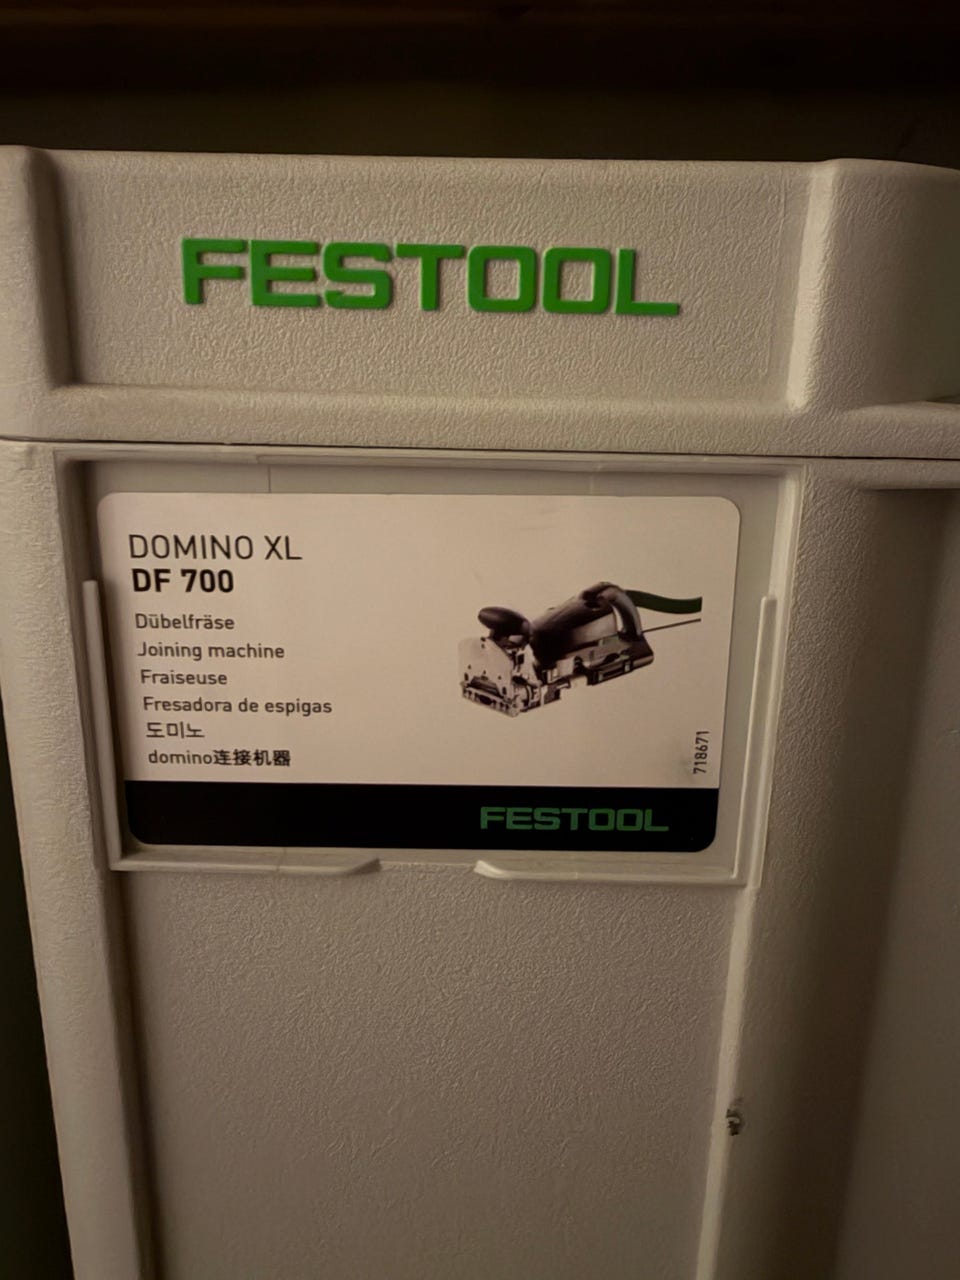 FESTOOL
DOMINO XL
DF 700
Dübelfräse
Joining machine
Fraiseuse
Fresadora de espigas
도미노
domino连接机器
718671
FESTOOL